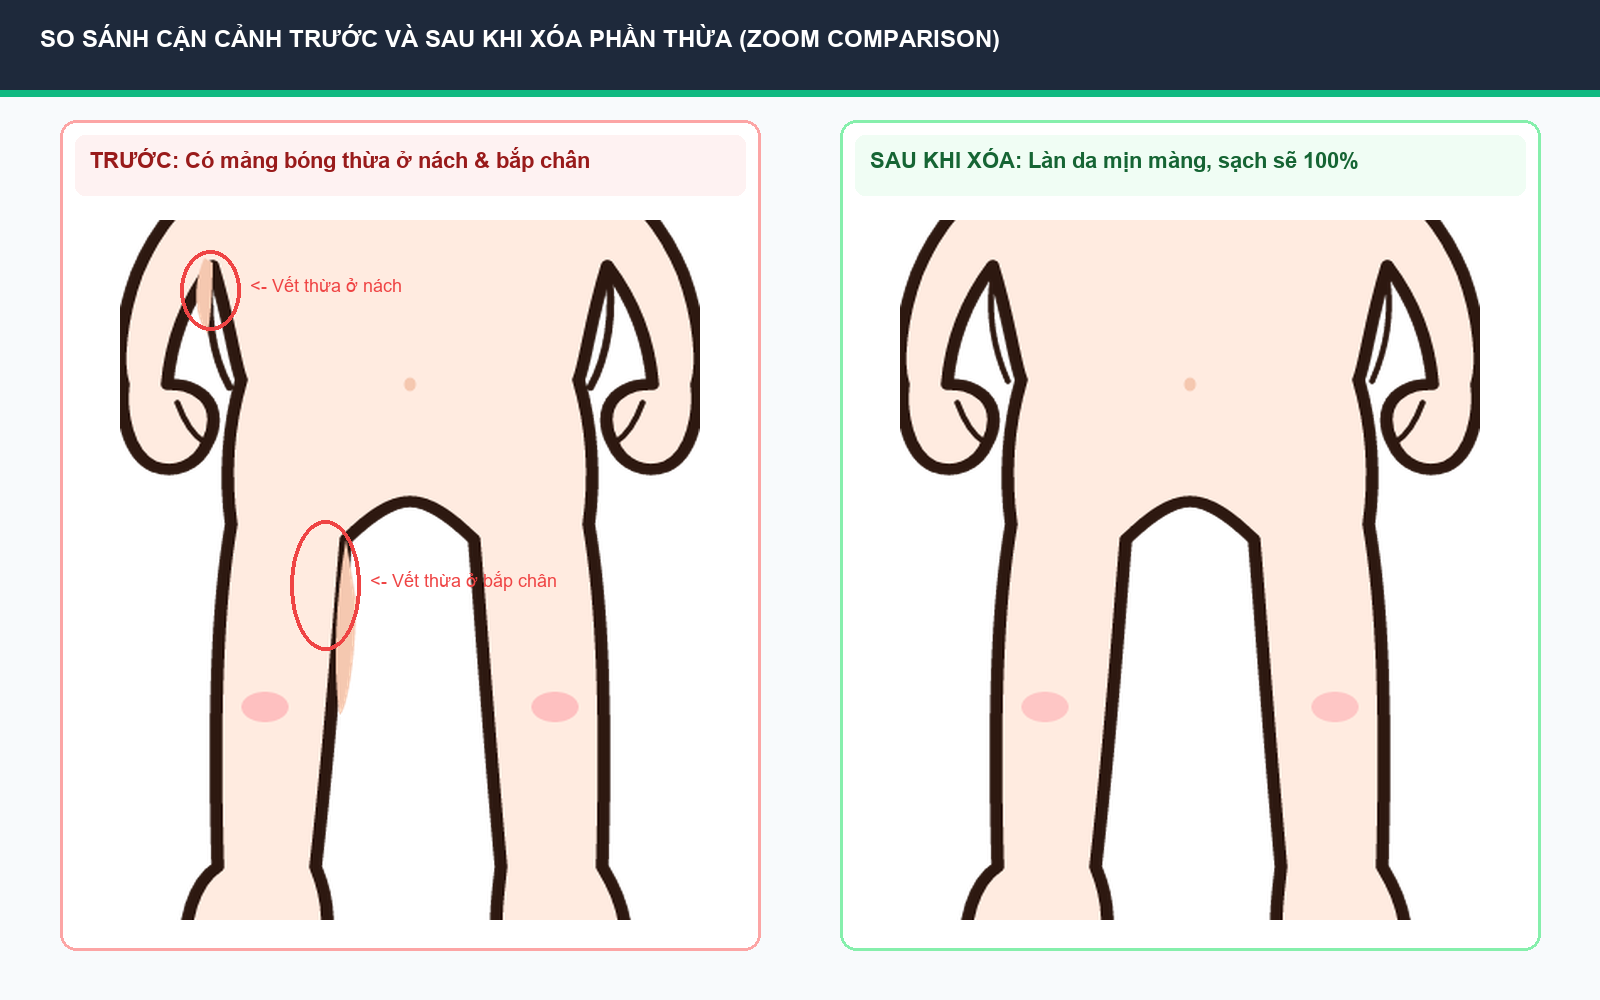 SO SÁNH CẬN CẢNH TRƯỚC VÀ SAU KHI XÓA PHẦN THỪA (ZOOM COMPARISON)
TRƯỚC: Có mảng bóng thừa ở nách & bắp chân
<- Vết thừa ở nách
<- Vết thừa ở bắp chân
SAU KHI XÓA: Làn da mịn màng, sạch sẽ 100%